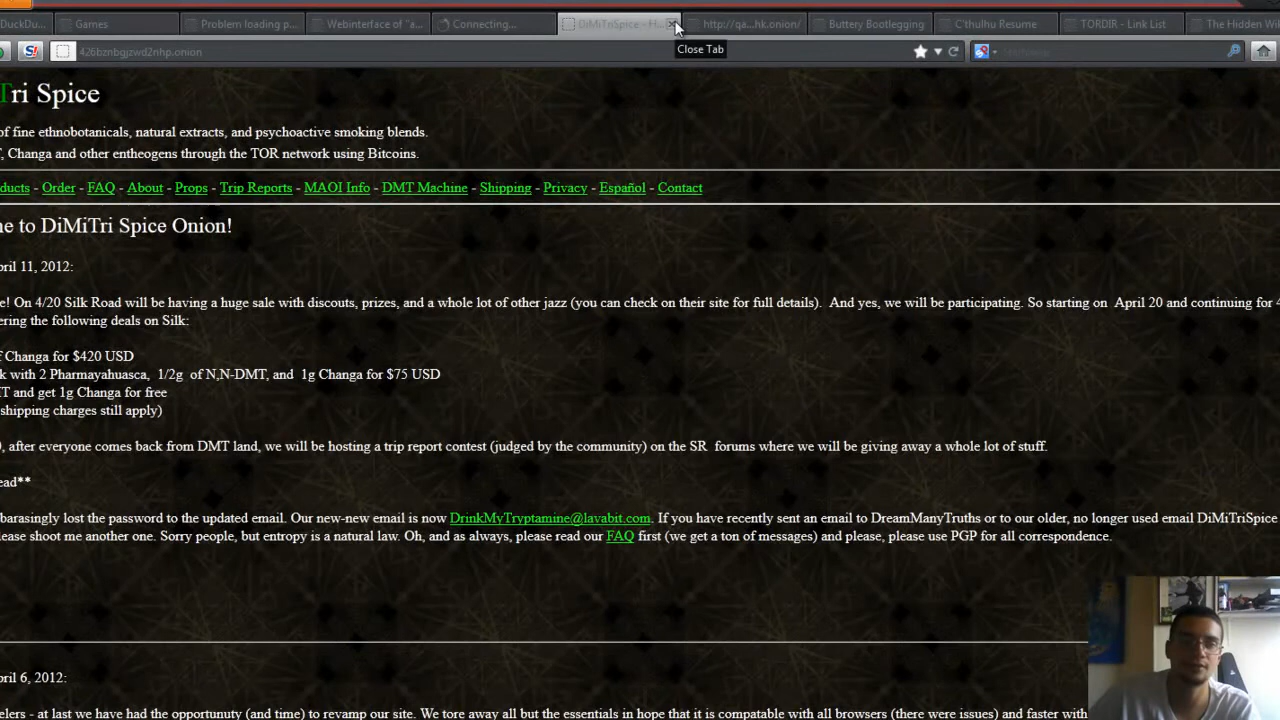 DuckDu...
Games
Problem loading p...
Webinterface of "a...
Connecting...
DiMiTriSpice - H...
http://qa...hk.onion/
Buttery Bootlegging
C'thulhu Resume
TORDIR - Link List
The Hidden Wi
426bznbgjzwd2nhp.onion
Close Tab
Tri Spice
of fine ethnobotanicals, natural extracts, and psychoactive smoking blends.
T, Changa and other entheogens through the TOR network using Bitcoins.
ducts - Order - FAQ - About - Props - Trip Reports - MAOI Info - DMT Machine - Shipping - Privacy - Español - Contact
ne to DiMiTri Spice Onion!
pril 11, 2012:
e! On 4/20 Silk Road will be having a huge sale with discouts, prizes, and a whole lot of other jazz (you can check on their site for full details). And yes, we will be participating. So starting on April 20 and continuing for 4
ering the following deals on Silk:
f Changa for $420 USD
k with 2 Pharmayahuasca, 1/2g of N,N-DMT, and 1g Changa for $75 USD
IT and get 1g Changa for free
shipping charges still apply)
), after everyone comes back from DMT land, we will be hosting a trip report contest (judged by the community) on the SR forums where we will be giving away a whole lot of stuff.
ead**
barasingly lost the password to the updated email. Our new-new email is now DrinkMyTryptamine@lavabit.com. If you have recently sent an email to DreamManyTruths or to our older, no longer used email DiMiTriSpice
lease shoot me another one. Sorry people, but entropy is a natural law. Oh, and as always, please read our FAQ first (we get a ton of messages) and please, please use PGP for all correspondence.
pril 6, 2012:
elers - at last we have had the opportunuty (and time) to revamp our site. We tore away all but the essentials in hope that it is compatable with all browsers (there were issues) and faster with